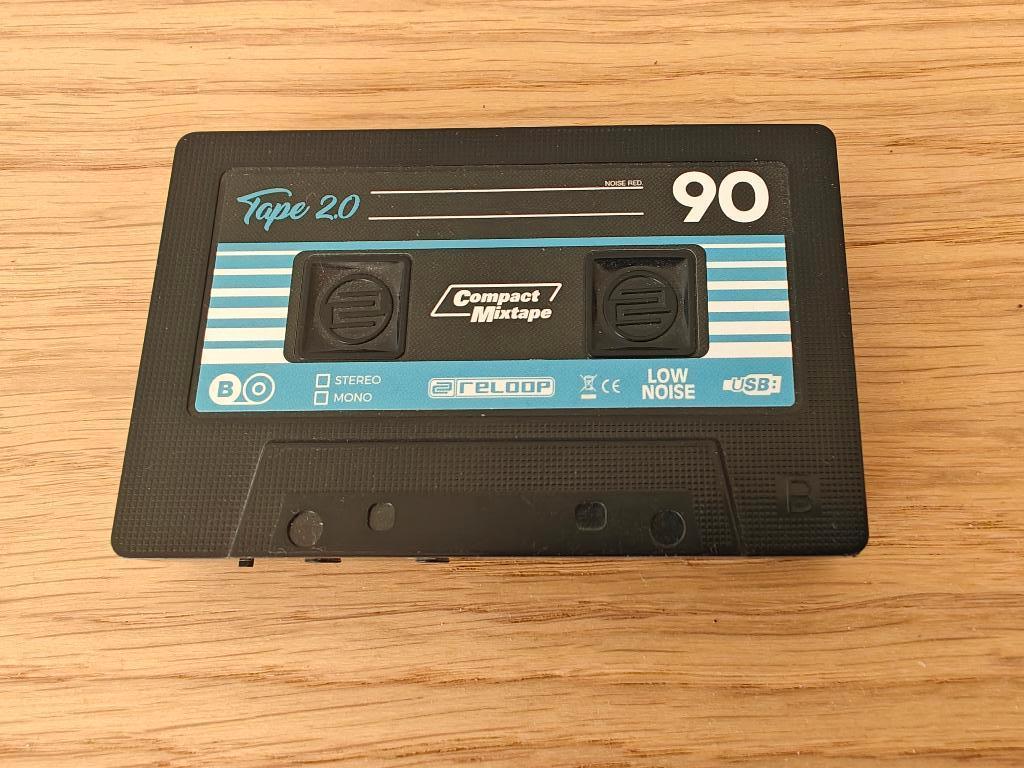 Tape 2.0
NOISE RED.
90
Compact
Mixtape
B
STEREO
MONO
reloop
CE
LOW
NOISE
USB
B